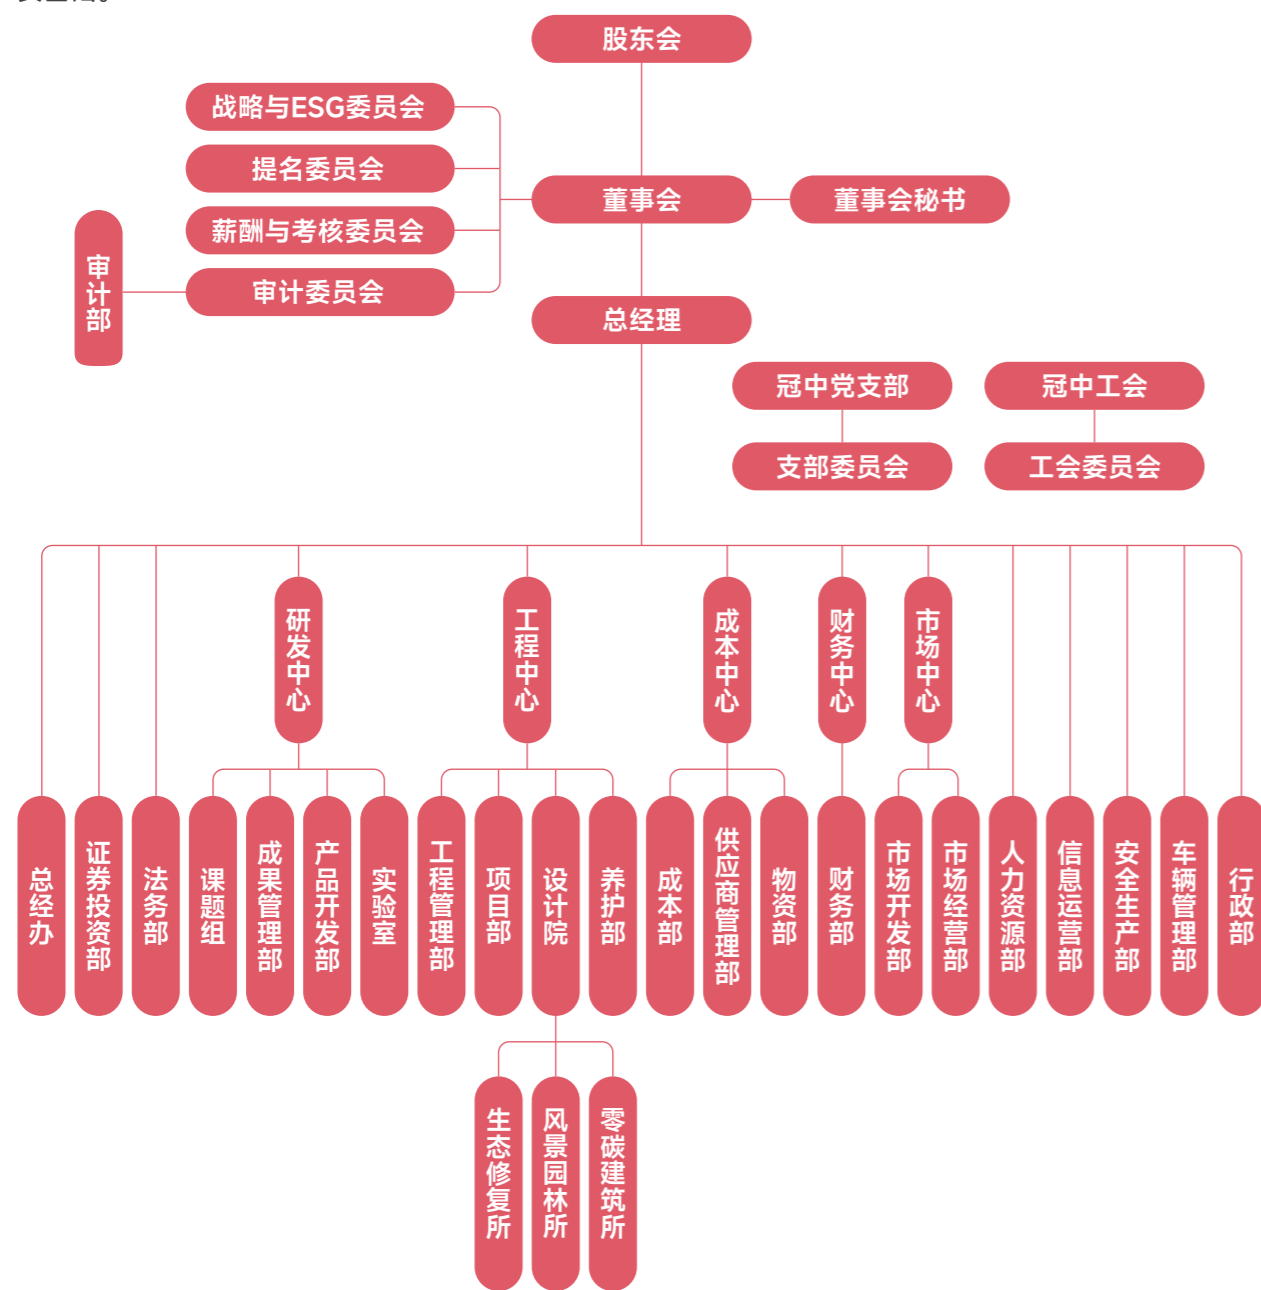 股东会
战略与ESG委员会
提名委员会
董事会
董事会秘书
薪酬与考核委员会
审计部
审计委员会
总经理
冠中党支部
冠中工会
支部委员会
工会委员会
研发中心
工程中心
成本中心
财务中心
市场中心
总经办
证券投资部
法务部
课题组
成果管理部
产品开发部
实验室
工程管理部
项目部
设计院
养护部
成本部
供应商管理部
物资部
财务部
市场开发部
市场经营部
人力资源部
信息运营部
安全生产部
车辆管理部
行政部
生态修复所
风景园林所
零碳建筑所